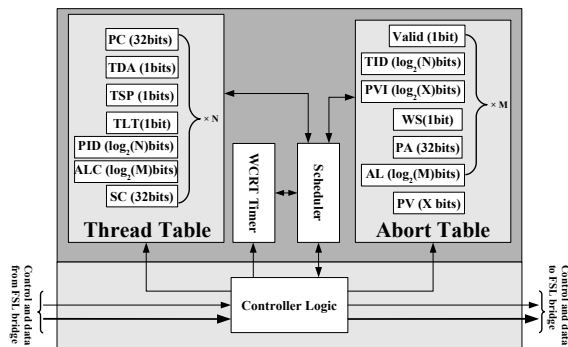 PC (32bits)
TDA (1bits)
TSP (1bits)
TLT(1bit)
PID (log2(N)bits)
ALC (log2(M)bits)
SC (32bits)
× N
Thread Table
WCRT Timer
Scheduler
Valid (1bit)
TID (log2(N)bits)
PVI (log2(X)bits)
WS(1bit)
PA (32bits)
AL (log2(M)bits)
PV (X bits)
× M
Abort Table
Control and data
from FSL bridge
Controller Logic
Control and data
to FSL bridge